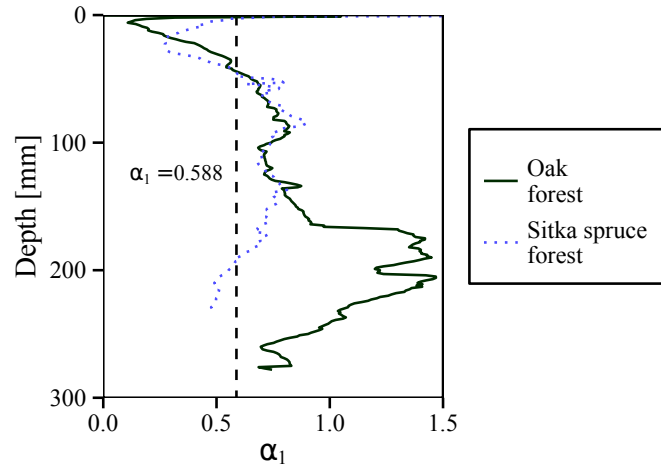 0
100
200
300
Depth [mm]
α₁ =0.588
0.0
0.5
1.0
1.5
α₁
Oak
forest
Sitka spruce
forest